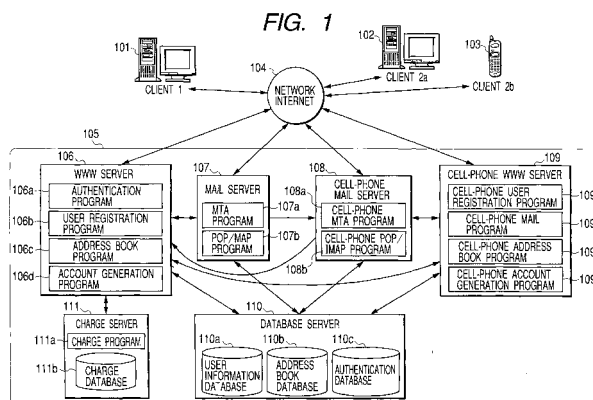 FIG. 1
101
CLIENT 1
102
CLIENT 2a
103
CLIENT 2b
104
NETWORK
INTERNET
105
106
WWW SERVER
106a
AUTHENTICATION
PROGRAM
106b
USER REGISTRATION
PROGRAM
106c
ADDRESS BOOK
PROGRAM
106d
ACCOUNT GENERATION
PROGRAM
107
MAIL SERVER
107a
MTA
PROGRAM
107b
POP/MAP
PROGRAM
108
CELL-PHONE
MAIL SERVER
108a
CELL-PHONE
MTA PROGRAM
CELL-PHONE POP/
IMAP PROGRAM
108b
109
CELL-PHONE WWW SERVER
CELL-PHONE USER
REGISTRATION PROGRAM
109
CELL-PHONE
MAIL PROGRAM
109
CELL-PHONE ADDRESS
BOOK PROGRAM
109
CELL-PHONE ACCOUNT
GENERATION PROGRAM
109
111
CHARGE SERVER
111a
CHARGE PROGRAM
111b
CHARGE
DATABASE
110
DATABASE SERVER
110a
USER
INFORMATION
DATABASE
110b
ADDRESS
BOOK
DATABASE
110c
AUTHENTICATION
DATABASE